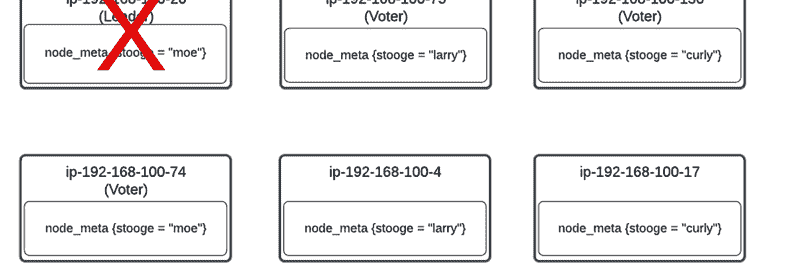 (Leader)
(Voter)
(Voter)
node_meta {stooge = "moe"}
node_meta {stooge = "larry"}
node_meta {stooge = "curly"}
ip-192-168-100-74
ip-192-168-100-4
ip-192-168-100-17
(Voter)
node_meta {stooge = "moe"}
node_meta {stooge = "larry"}
node_meta {stooge = "curly"}